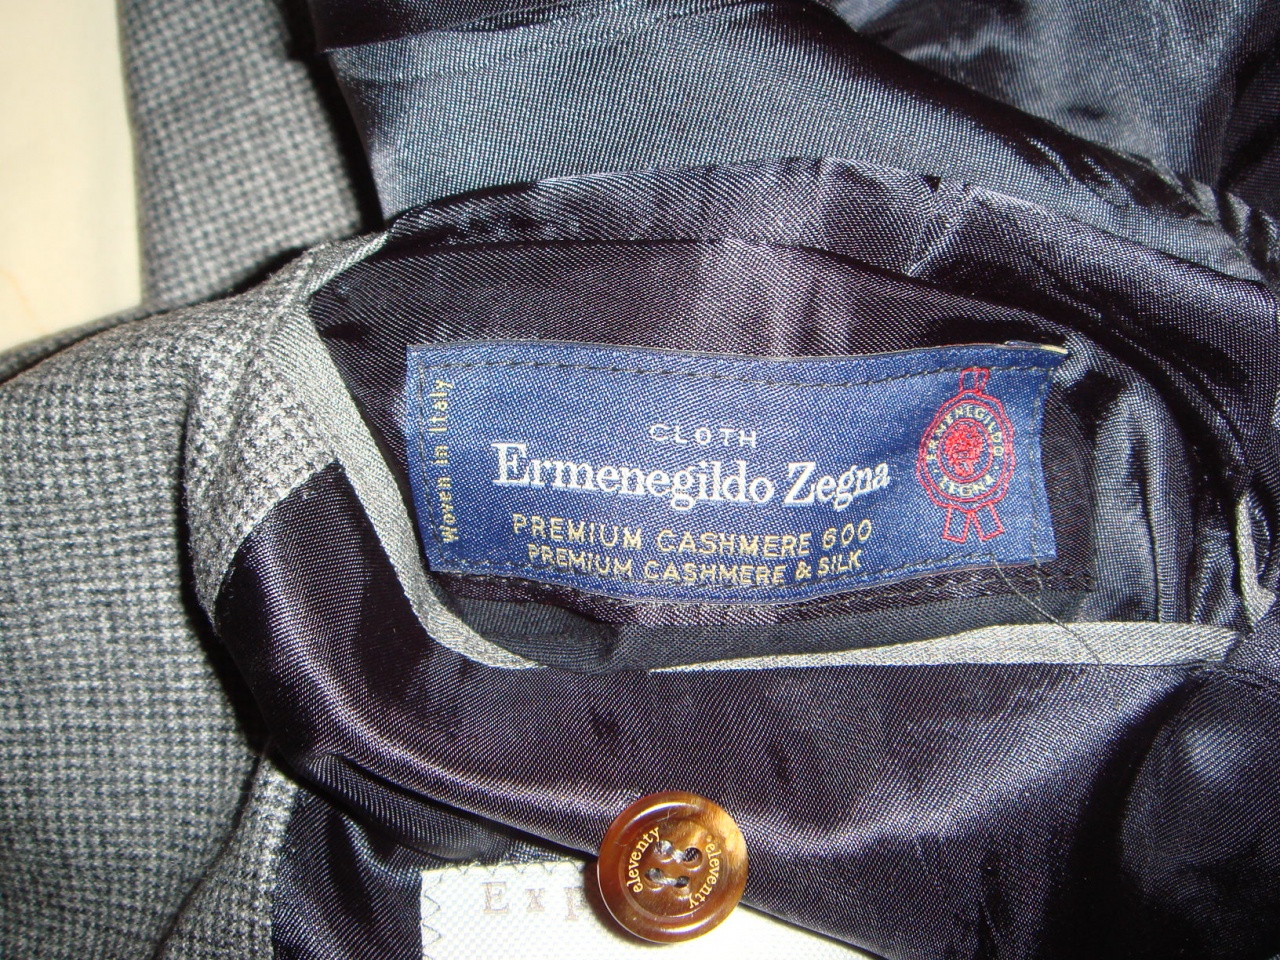 Woven in Italy
CLOTH
Ermenegildo Zegna
PREMIUM CASHMERE 600
PREMIUM CASHMERE & SILK
ERMENEGILDO
ZEGNA
eleventy
eleventy